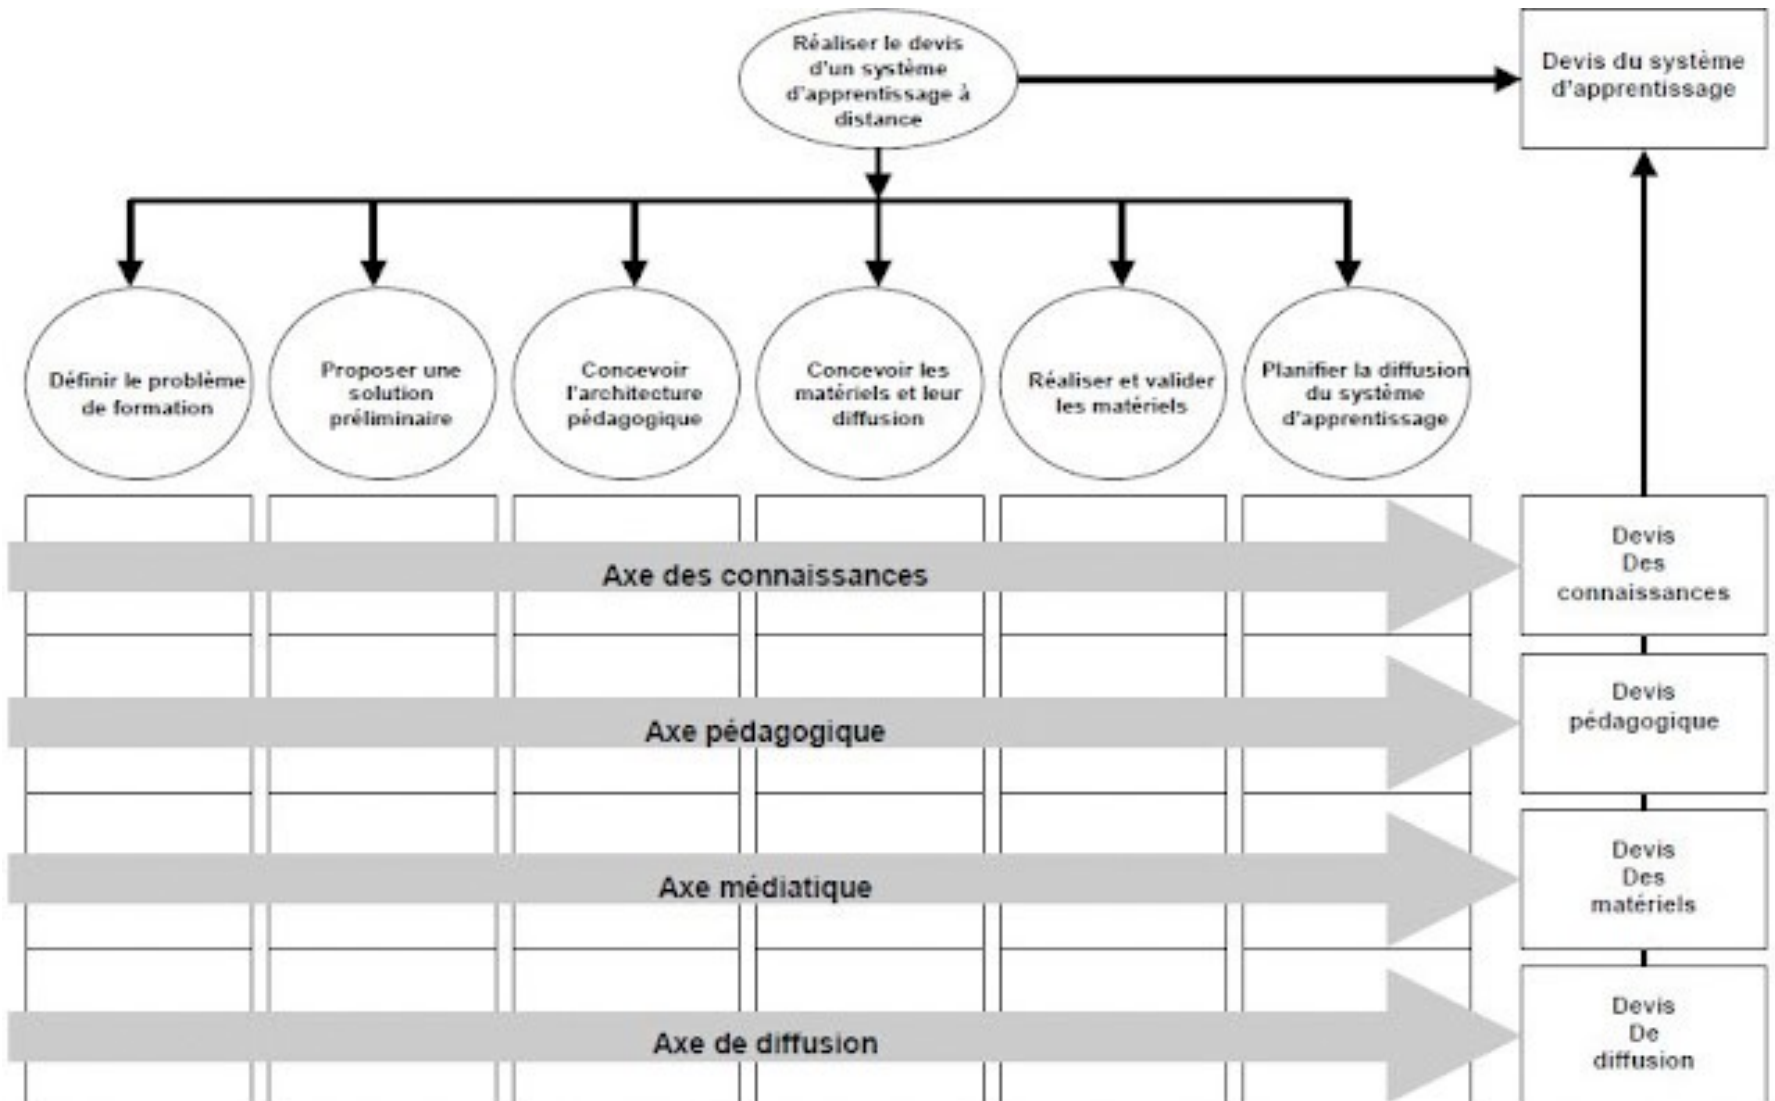 Réaliser le devis
d'un système
d'apprentissage à
distance
Devis du système
d'apprentissage
Définir le problème
de formation
Proposer une
solution
préliminaire
Concevoir
l'architecture
pédagogique
Concevoir les
matériels et leur
diffusion
Réaliser et valider
les matériels
Planifier la diffusion
du système
d'apprentissage
Axe des connaissances
Devis
Des
connaissances
Axe pédagogique
Devis
pédagogique
Axe médiatique
Devis
Des
matériels
Axe de diffusion
Devis
De
diffusion